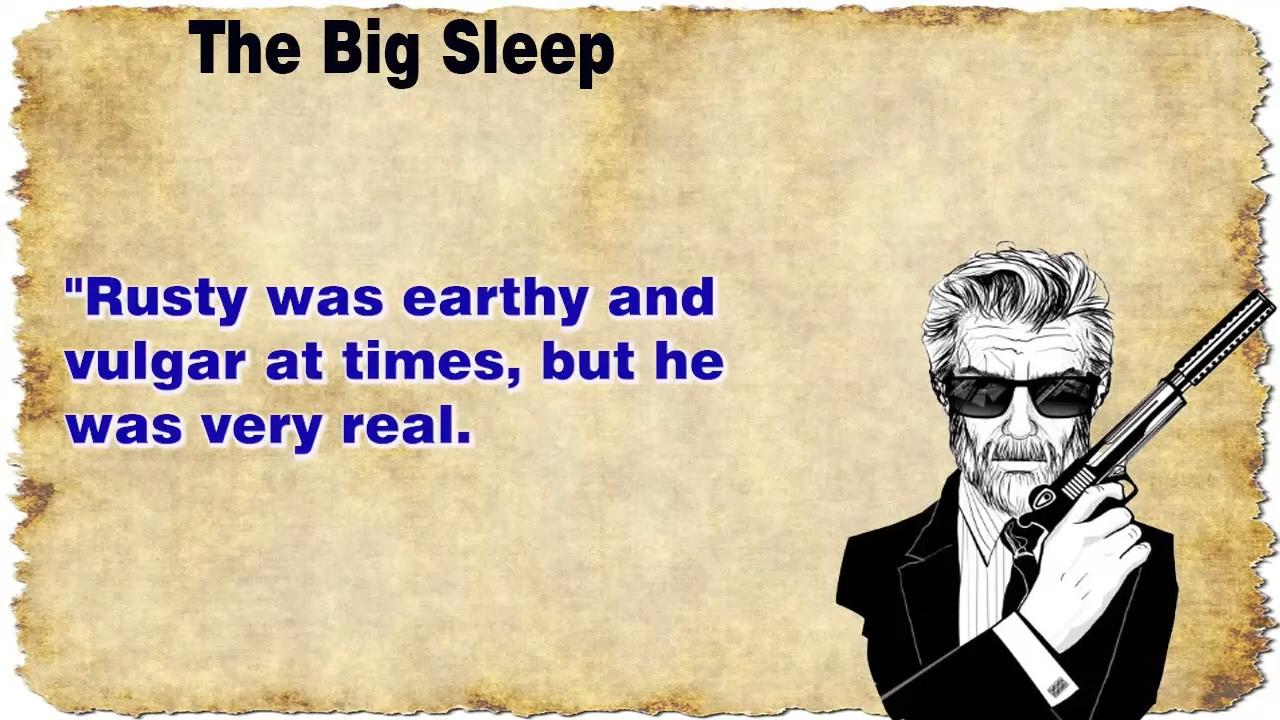 The Big Sleep
"Rusty was earthy and
vulgar at times, but he
was very real.